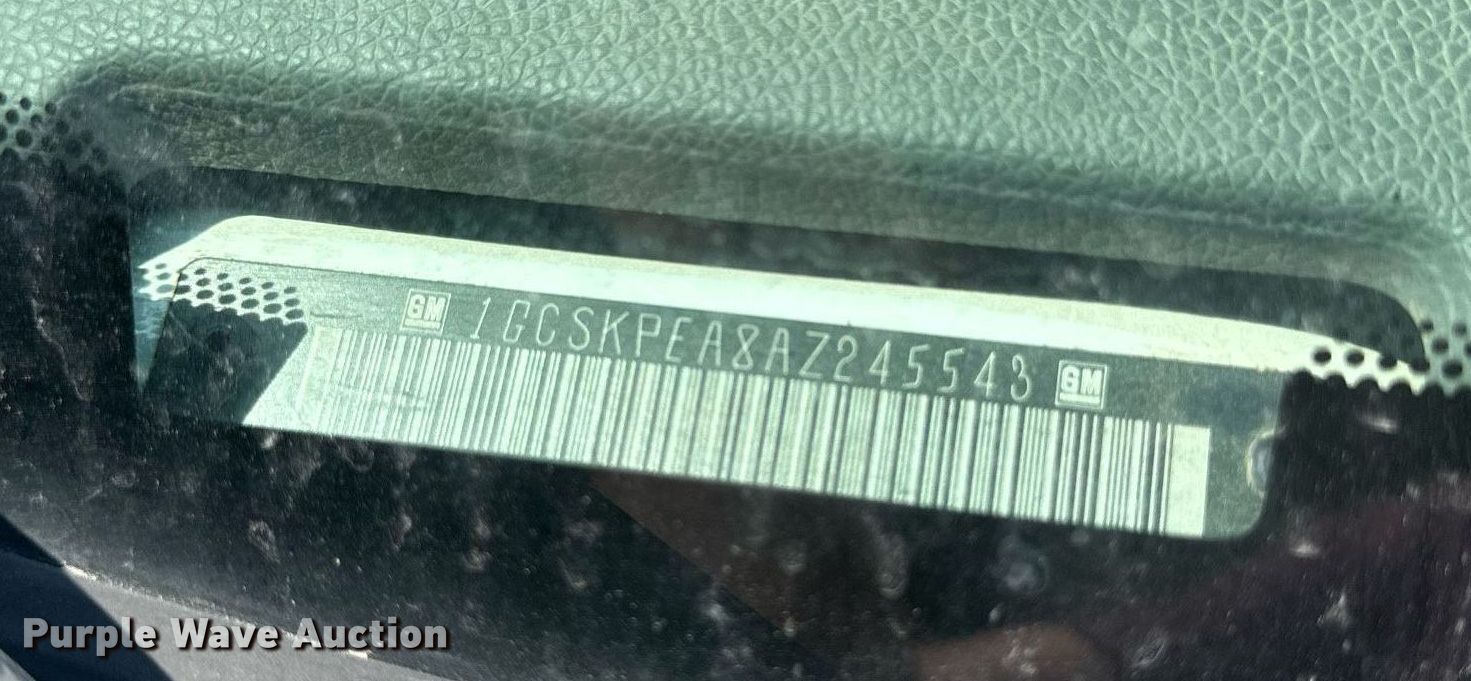 GM 1GCSKPEA8AZ245543 GM
Purple Wave Auction